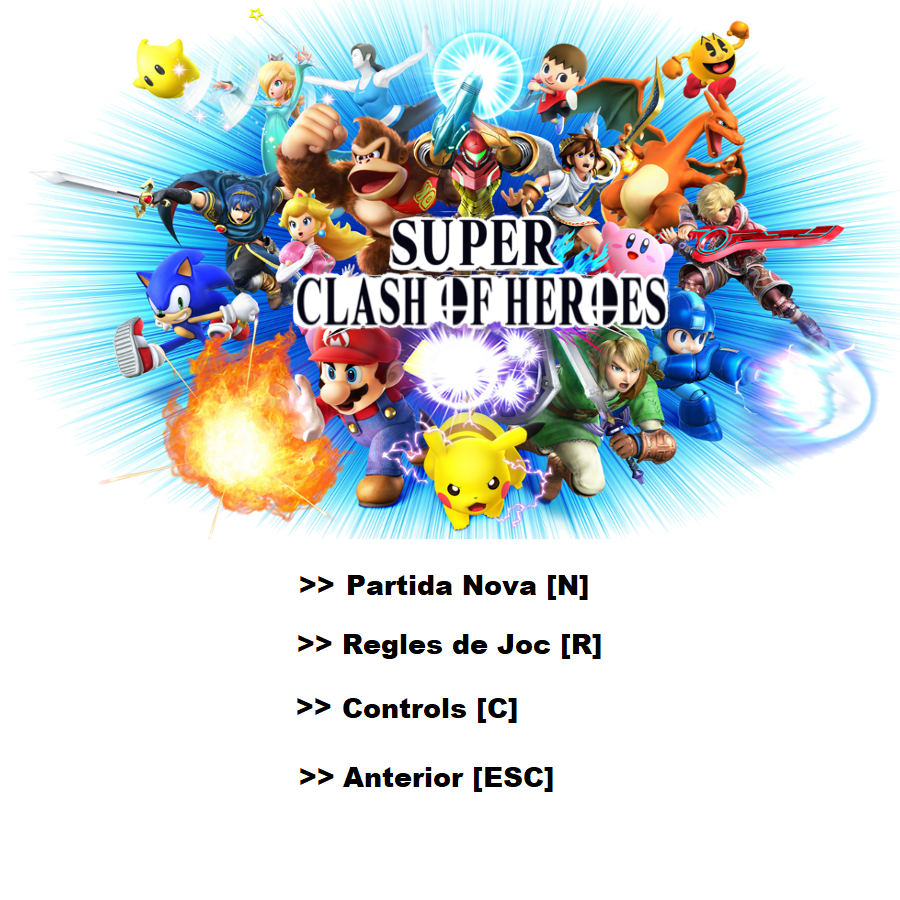 SUPER
CLASH OF HEROES
>> Partida Nova [N]
>> Regles de Joc [R]
>> Controls [C]
>> Anterior [ESC]